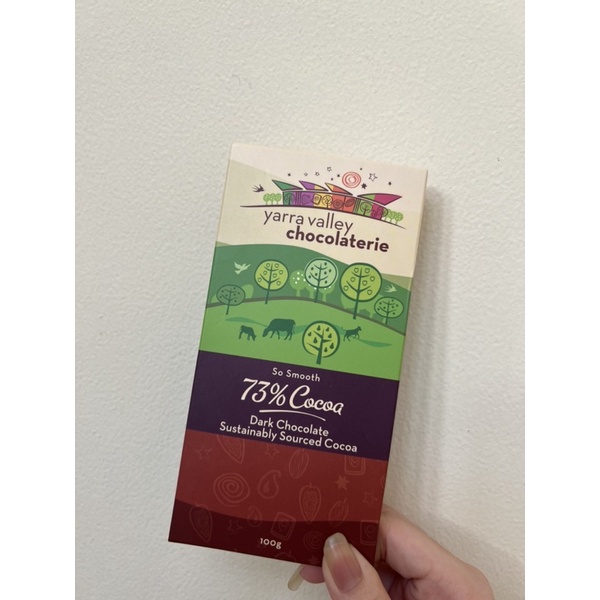 yarra valley
chocolaterie
So Smooth
73% Cocoa
Dark Chocolate
Sustainably Sourced Cocoa
100g